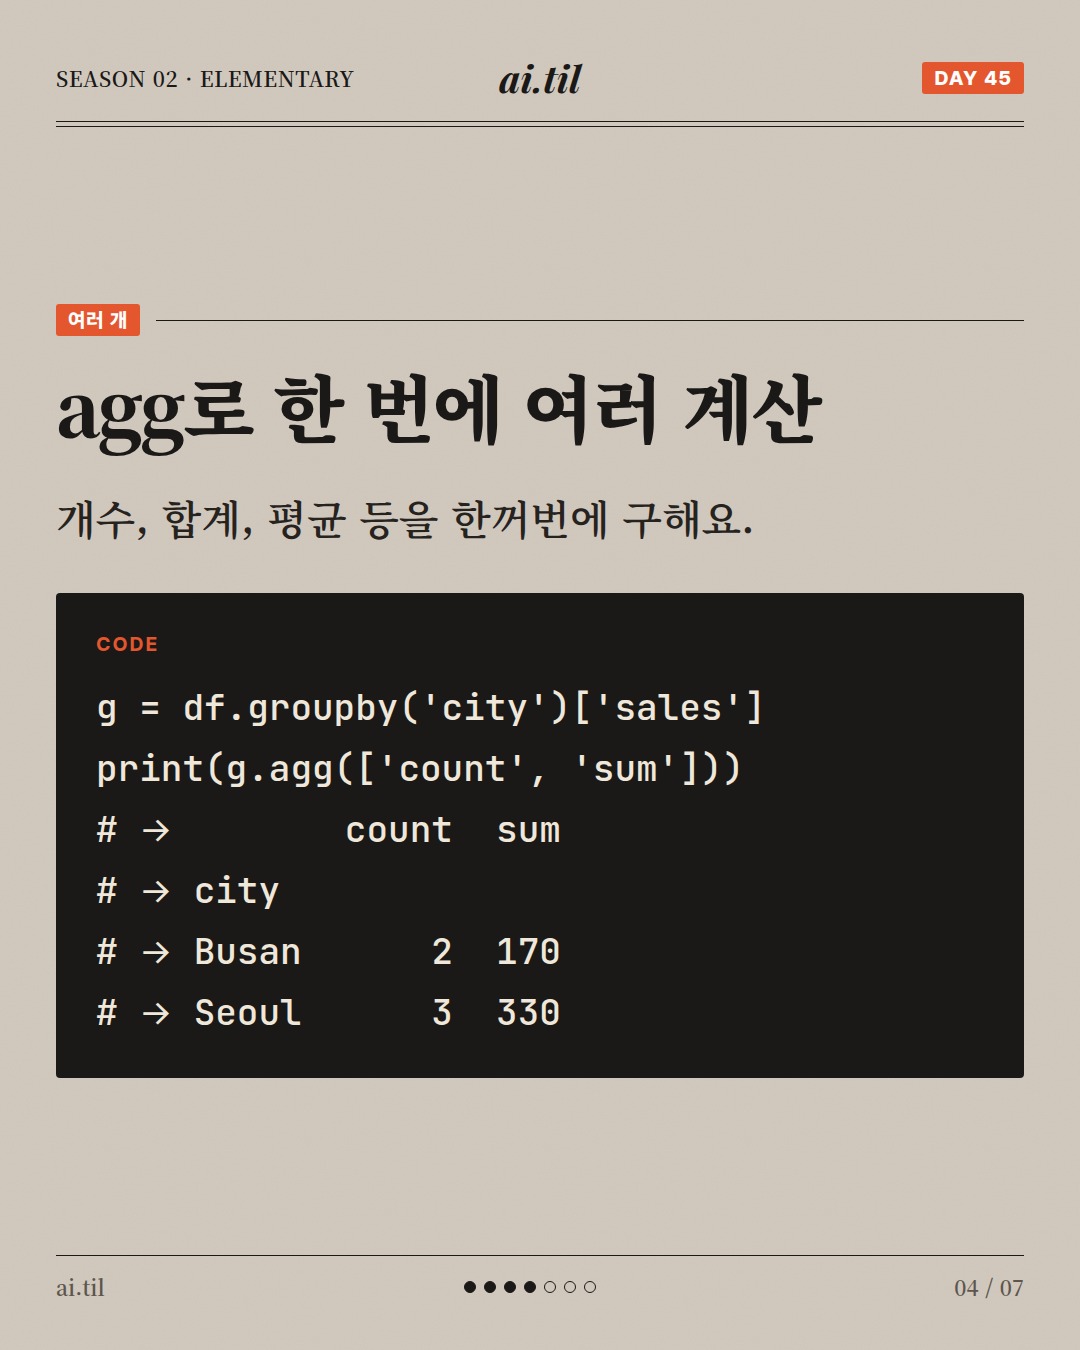 SEASON 02 · ELEMENTARY
ai.til
DAY 45
여러 개
agg로 한 번에 여러 계산
개수, 합계, 평균 등을 한꺼번에 구해요.
CODE
g = df.groupby('city')['sales']
print(g.agg(['count', 'sum']))
# →        count  sum
# → city
# → Busan      2  170
# → Seoul      3  330
ai.til
04 / 07